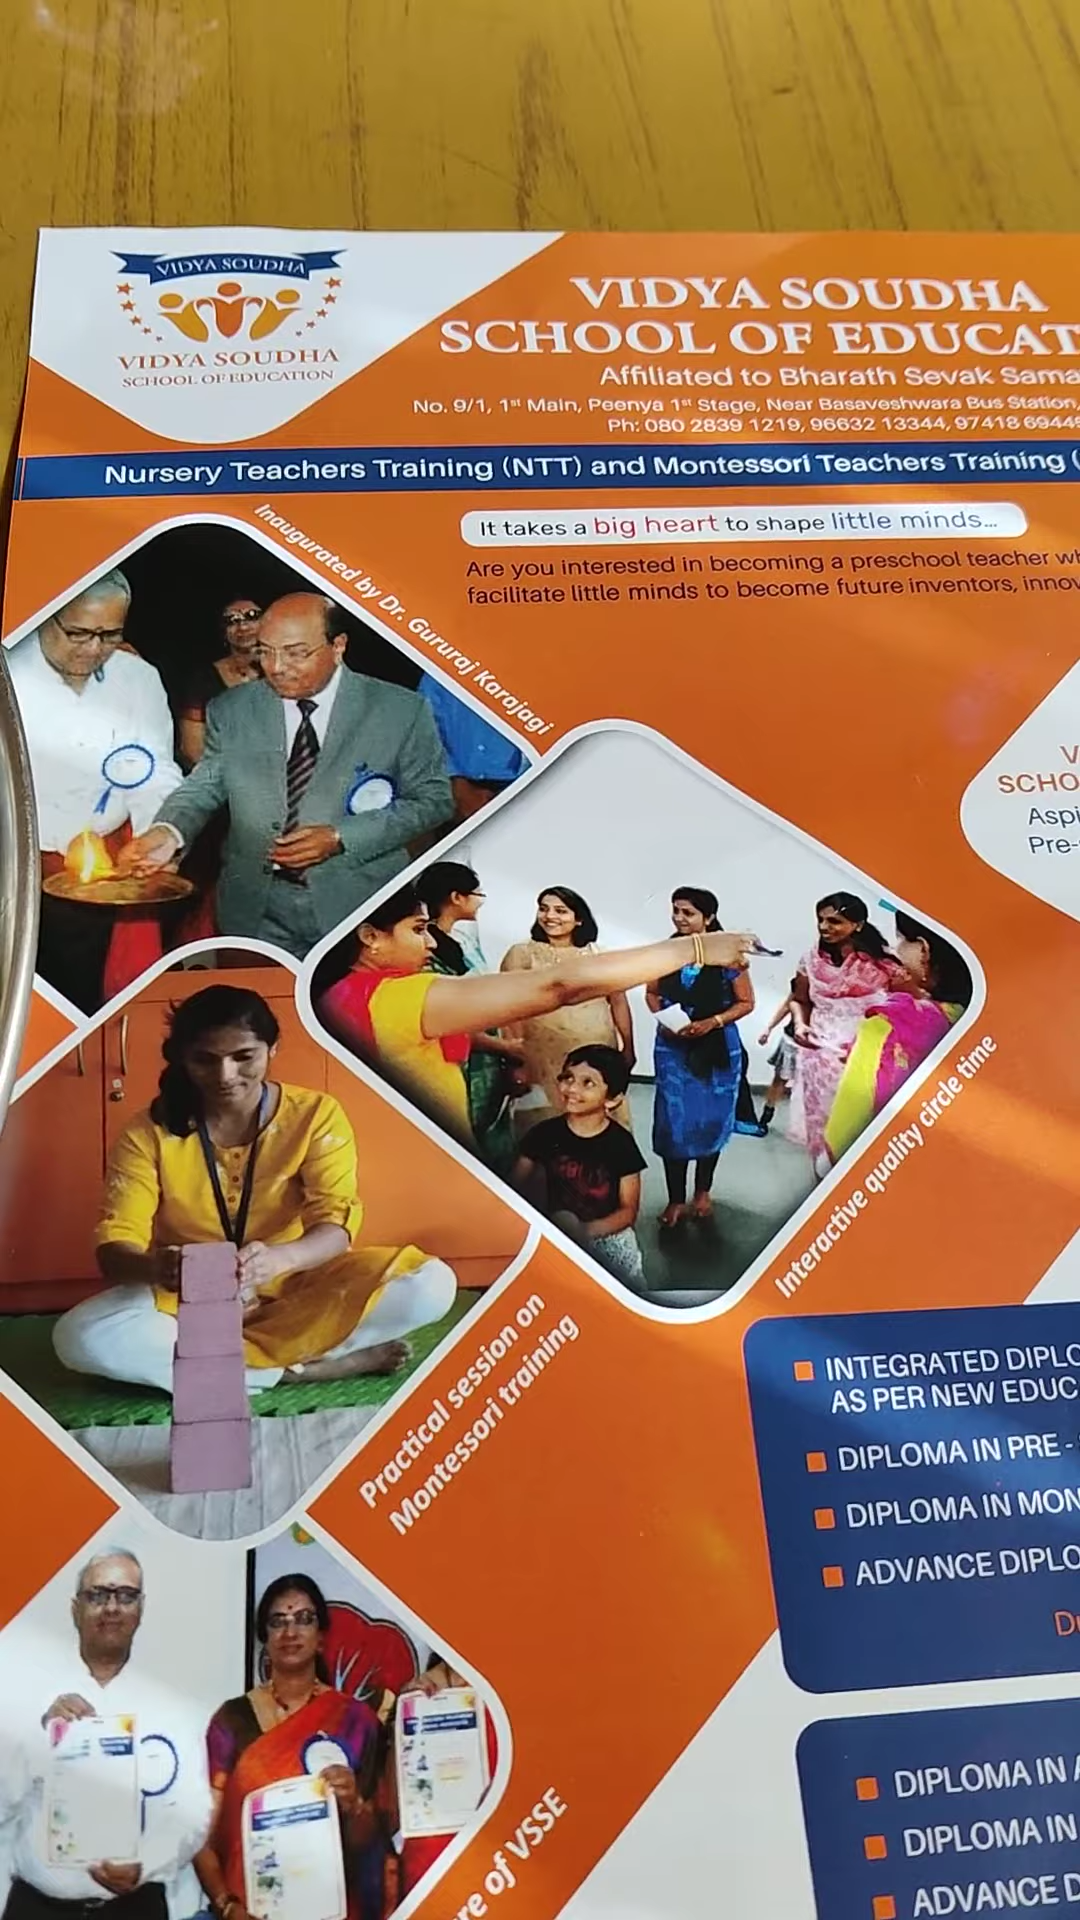 VIDYA SOUDHA
VIDYA SOUDHA
SCHOOL OF EDUCATION
VIDYA SOUDHA
SCHOOL OF EDUCAT
Affiliated to Bharath Sevak Sama
No. 9/1, 1st Main, Peenya 1st Stage, Near Basaveshwara Bus Station,
Ph: 080 2839 1219, 96632 13344, 97418 6944
Nursery Teachers Training (NTT) and Montessori Teachers Training (
It takes a big heart to shape little minds...
Are you interested in becoming a preschool teacher wh
facilitate little minds to become future inventors, innov
Inaugurated by Dr. Gururaj Karajagi
V
SCHO
Aspi
Pre-
Interactive quality circle time
Practical session on
Montessori training
INTEGRATED DIPLO
AS PER NEW EDUC
DIPLOMA IN PRE -
DIPLOMA IN MON
ADVANCE DIPLO
Du
DIPLOMA IN A
DIPLOMA IN
ADVANCE D
re of VSSE